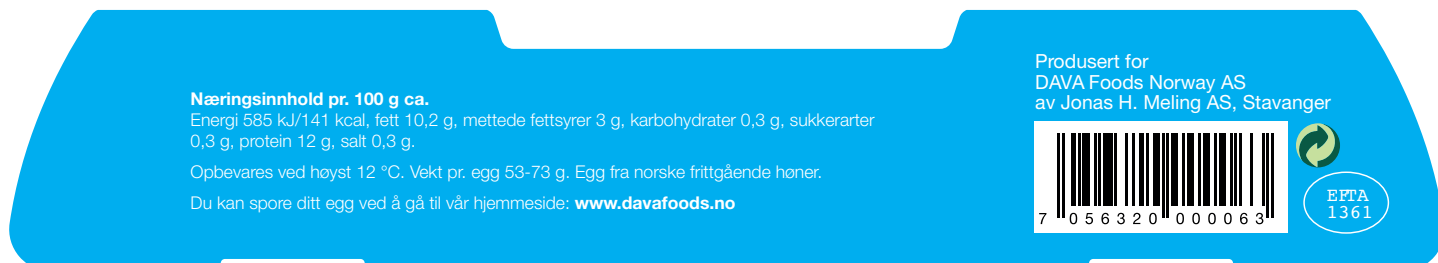 Næringsinnhold pr. 100 g ca.
Energi 585 kJ/141 kcal, fett 10,2 g, mettede fettsyrer 3 g, karbohydrater 0,3 g, sukkerarter
0,3 g, protein 12 g, salt 0,3 g.
Opbevares ved høyst 12 °C. Vekt pr. egg 53-73 g. Egg fra norske frittgående høner.
Du kan spore ditt egg ved å gå til vår hjemmeside: www.davafoods.no
Produsert for
DAVA Foods Norway AS
av Jonas H. Meling AS, Stavanger
7 056320 000063
EFTA
1361